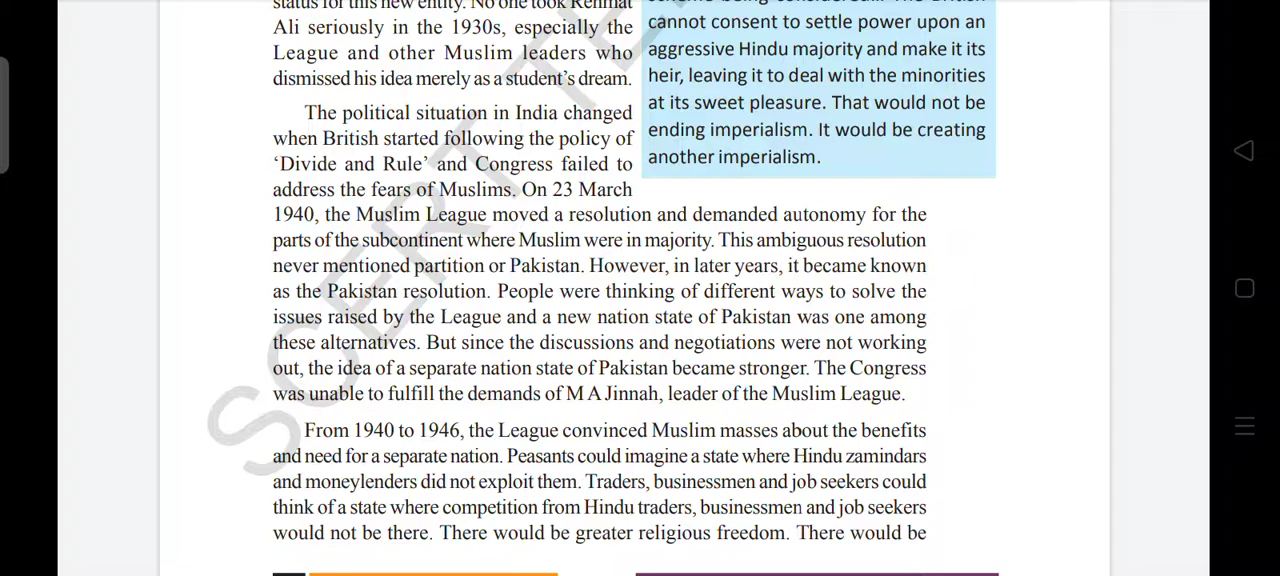 status for this new entity. No one took Rehmat
Ali seriously in the 1930s, especially the
League and other Muslim leaders who
dismissed his idea merely as a student's dream.
The political situation in India changed
when British started following the policy of
'Divide and Rule' and Congress failed to
address the fears of Muslims. On 23 March
1940, the Muslim League moved a resolution and demanded autonomy for the
parts of the subcontinent where Muslim were in majority. This ambiguous resolution
never mentioned partition or Pakistan. However, in later years, it became known
as the Pakistan resolution. People were thinking of different ways to solve the
issues raised by the League and a new nation state of Pakistan was one among
these alternatives. But since the discussions and negotiations were not working
out, the idea of a separate nation state of Pakistan became stronger. The Congress
was unable to fulfill the demands of M A Jinnah, leader of the Muslim League.
From 1940 to 1946, the League convinced Muslim masses about the benefits
and need for a separate nation. Peasants could imagine a state where Hindu zamindars
and moneylenders did not exploit them. Traders, businessmen and job seekers could
think of a state where competition from Hindu traders, businessmen and job seekers
would not be there. There would be greater religious freedom. There would be
scheme being considered... The British
cannot consent to settle power upon an
aggressive Hindu majority and make it its
heir, leaving it to deal with the minorities
at its sweet pleasure. That would not be
ending imperialism. It would be creating
another imperialism.
SCERT TE